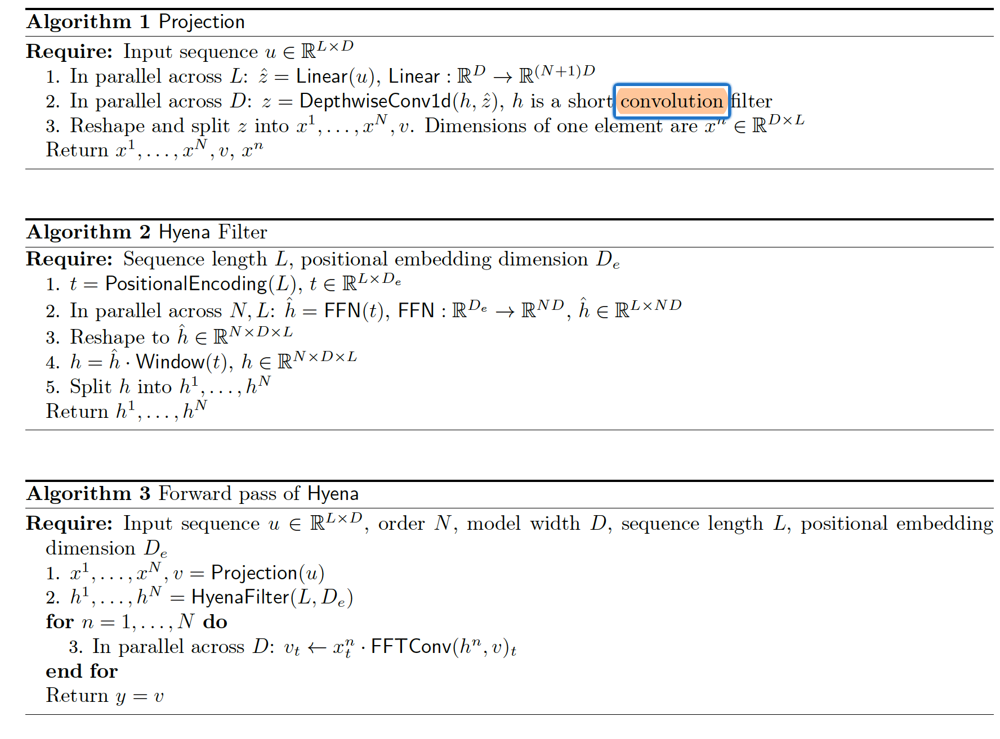 Algorithm 1 Projection
Require: Input sequence $u \in \mathbb{R}^{L \times D}$
1. In parallel across $L$: $\hat{z} = \mathsf{Linear}(u)$, $\mathsf{Linear} : \mathbb{R}^{D} \to \mathbb{R}^{(N+1)D}$
2. In parallel across $D$: $z = \mathsf{DepthwiseConv1d}(h, \hat{z})$, $h$ is a short convolution filter
3. Reshape and split $z$ into $x^1, \ldots, x^N, v$. Dimensions of one element are $x^n \in \mathbb{R}^{D \times L}$
Return $x^1, \ldots, x^N, v$, $x^n$
Algorithm 2 Hyena Filter
Require: Sequence length $L$, positional embedding dimension $D_e$
1. $t = \mathsf{PositionalEncoding}(L)$, $t \in \mathbb{R}^{L \times D_e}$
2. In parallel across $N, L$: $\hat{h} = \mathsf{FFN}(t)$, $\mathsf{FFN} : \mathbb{R}^{D_e} \to \mathbb{R}^{ND}$, $\hat{h} \in \mathbb{R}^{L \times ND}$
3. Reshape to $\hat{h} \in \mathbb{R}^{N \times D \times L}$
4. $h = \hat{h} \cdot \mathsf{Window}(t)$, $h \in \mathbb{R}^{N \times D \times L}$
5. Split $h$ into $h^1, \ldots, h^N$
Return $h^1, \ldots, h^N$
Algorithm 3 Forward pass of Hyena
Require: Input sequence $u \in \mathbb{R}^{L \times D}$, order $N$, model width $D$, sequence length $L$, positional embedding
dimension $D_e$
1. $x^1, \ldots, x^N, v = \mathsf{Projection}(u)$
2. $h^1, \ldots, h^N = \mathsf{HyenaFilter}(L, D_e)$
for $n = 1, \ldots, N$ do
3. In parallel across $D$: $v_t \leftarrow x_t^n \cdot \mathsf{FFTConv}(h^n, v)_t$
end for
Return $y = v$